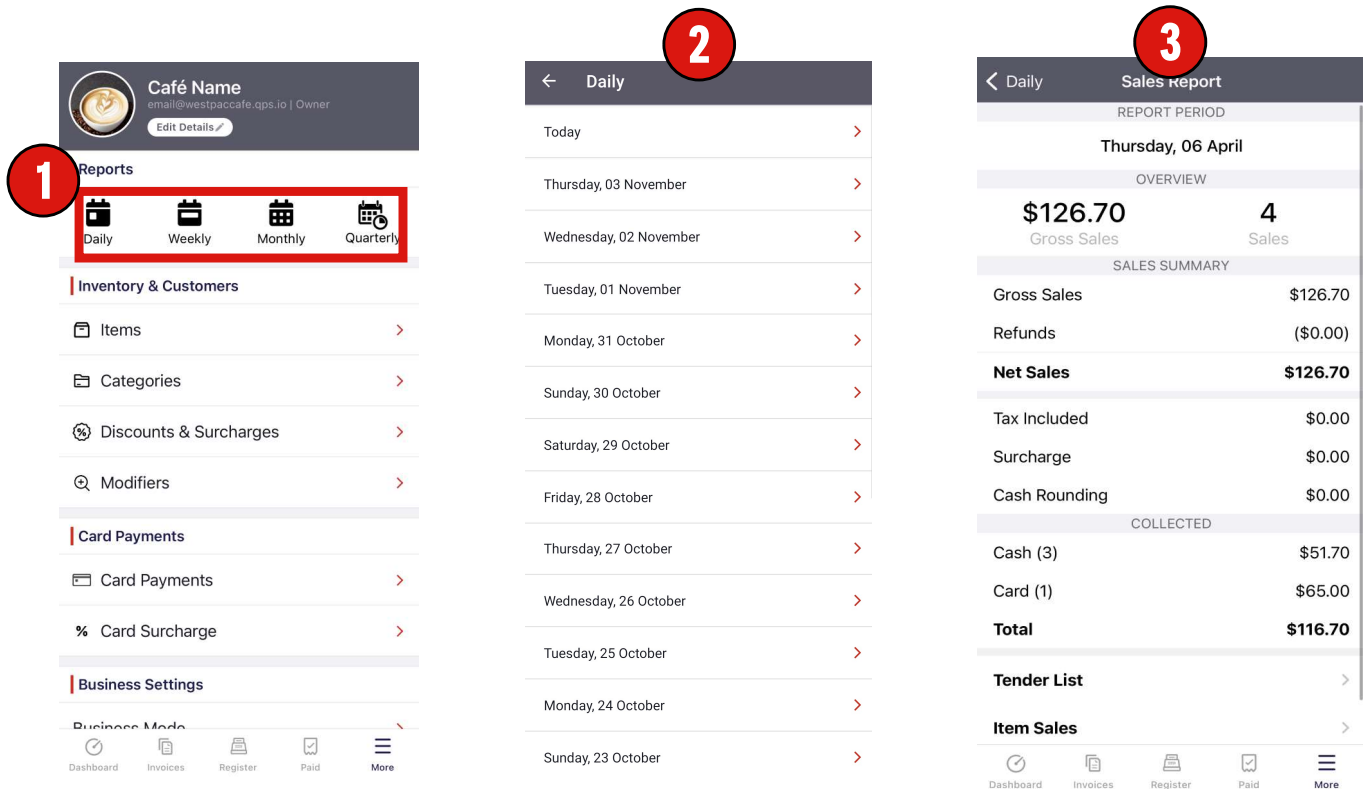 1
Café Name
email@westpaccafe.qps.io | Owner
Edit Details
Reports
Daily Weekly Monthly Quarterly
Inventory & Customers
Items
Categories
Discounts & Surcharges
Modifiers
Card Payments
Card Payments
% Card Surcharge
Business Settings
Business Mode
Dashboard Invoices Register Paid More
2
Daily
Today
Thursday, 03 November
Wednesday, 02 November
Tuesday, 01 November
Monday, 31 October
Sunday, 30 October
Saturday, 29 October
Friday, 28 October
Thursday, 27 October
Wednesday, 26 October
Tuesday, 25 October
Monday, 24 October
Sunday, 23 October
3
Daily Sales Report
REPORT PERIOD
Thursday, 06 April
OVERVIEW
$126.70 4
Gross Sales Sales
SALES SUMMARY
Gross Sales $126.70
Refunds ($0.00)
Net Sales $126.70
Tax Included $0.00
Surcharge $0.00
Cash Rounding $0.00
COLLECTED
Cash (3) $51.70
Card (1) $65.00
Total $116.70
Tender List
Item Sales
Dashboard Invoices Register Paid More